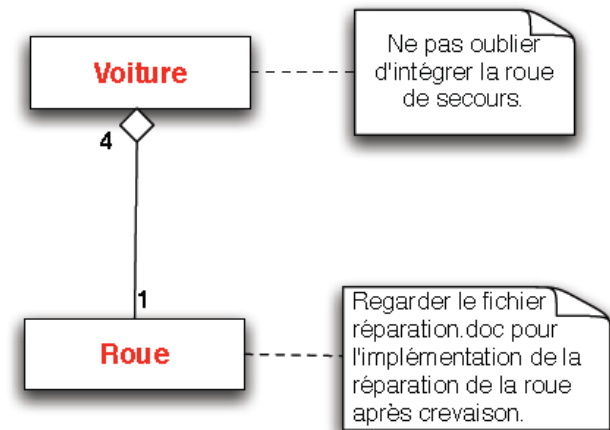 Voiture
Ne pas oublier
d'intégrer la roue
de secours.
4
1
Roue
Regarder le fichier
réparation.doc pour
l'implémentation de la
réparation de la roue
après crevaison.